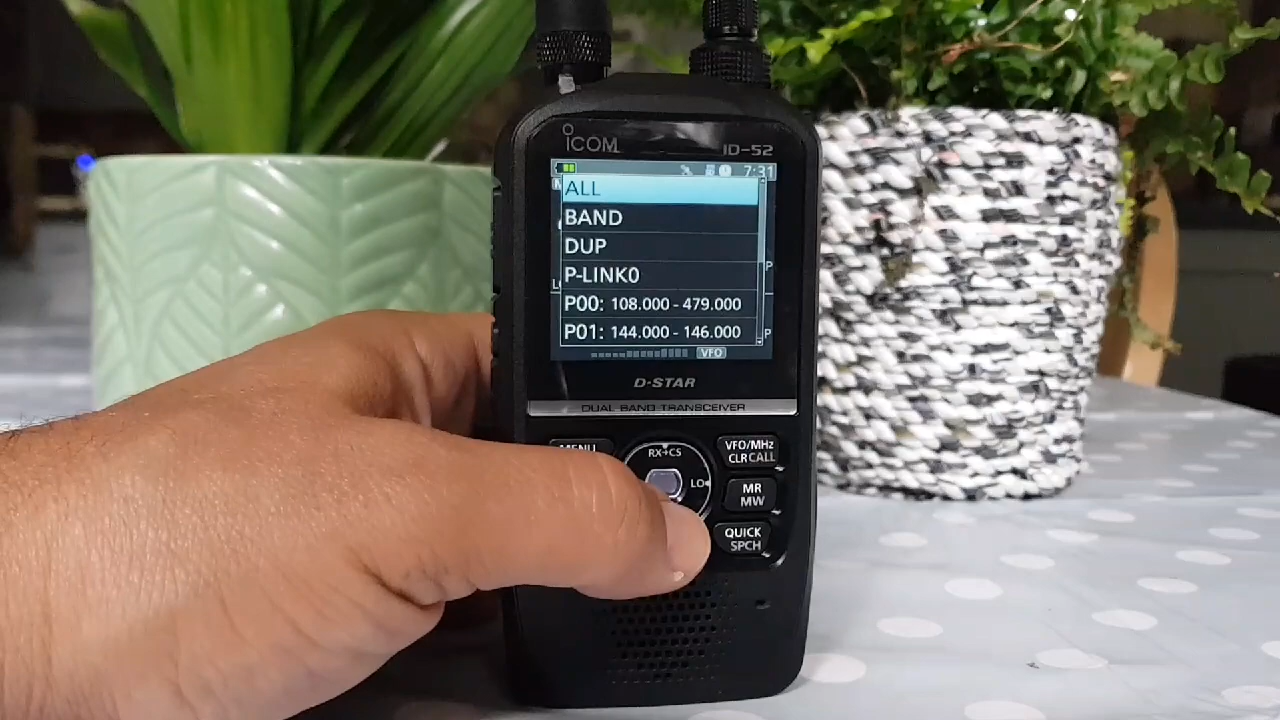 ICOM ID-52
7:31
ALL
BAND
DUP
P-LINK0
P00: 108.000 - 479.000
P01: 144.000 - 146.000
P
P
VFO
D-STAR
DUAL BAND TRANSCEIVER
MENU
RX→CS
VFO/MHz
CLR CALL
MR
MW
QUICK
SPCH